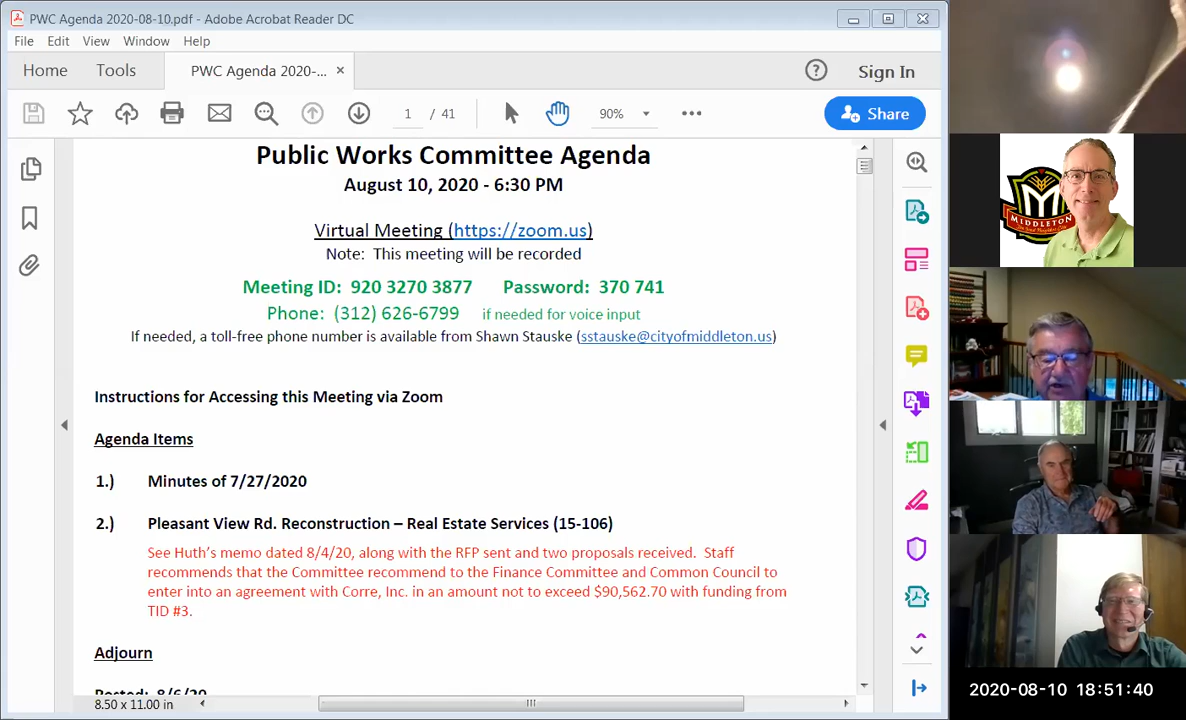 PWC Agenda 2020-08-10.pdf - Adobe Acrobat Reader DC
File Edit View Window Help
Home Tools PWC Agenda 2020-... × ? Sign In
1 / 41 90% Share
Public Works Committee Agenda
August 10, 2020 - 6:30 PM
Virtual Meeting (https://zoom.us)
Note: This meeting will be recorded
Meeting ID: 920 3270 3877 Password: 370 741
Phone: (312) 626-6799 if needed for voice input
If needed, a toll-free phone number is available from Shawn Stauske (sstauske@cityofmiddleton.us)
Instructions for Accessing this Meeting via Zoom
Agenda Items
1.) Minutes of 7/27/2020
2.) Pleasant View Rd. Reconstruction – Real Estate Services (15-106)
See Huth's memo dated 8/4/20, along with the RFP sent and two proposals received. Staff
recommends that the Committee recommend to the Finance Committee and Common Council to
enter into an agreement with Corre, Inc. in an amount not to exceed $90,562.70 with funding from
TID #3.
Adjourn
Posted: 8/6/20
8.50 x 11.00 in
MIDDLETON
2020-08-10 18:51:40